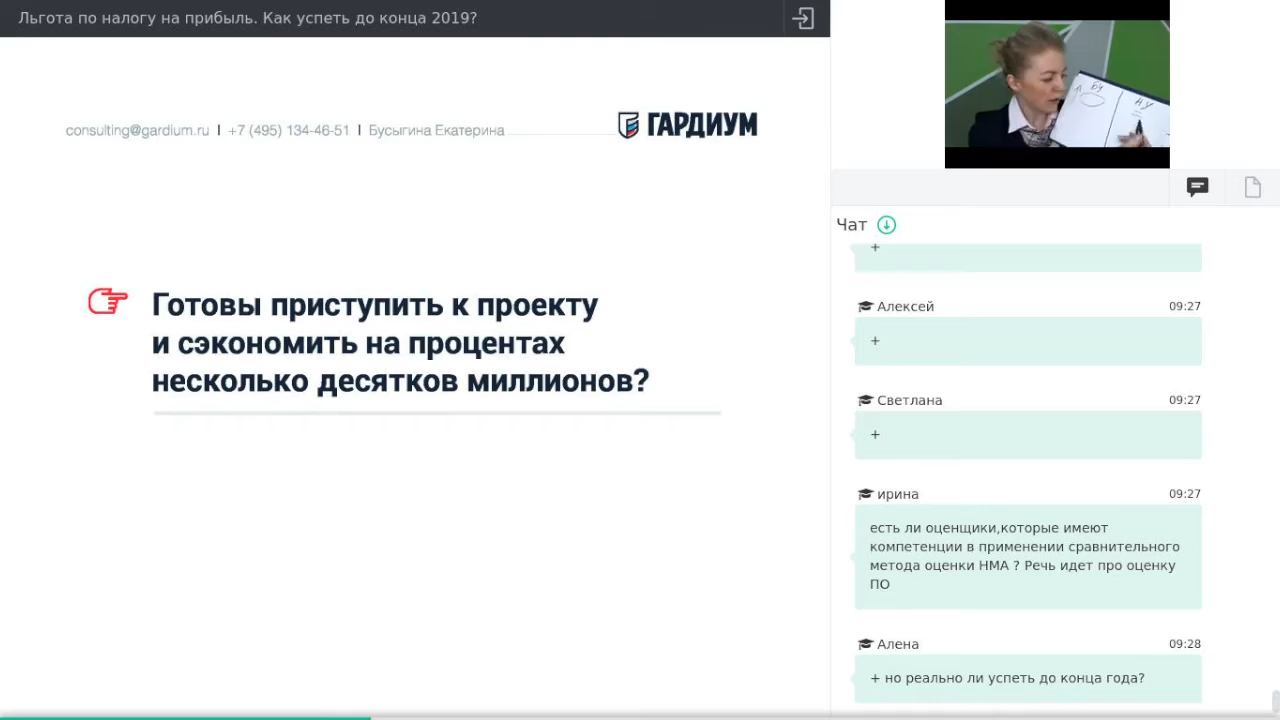 Льгота по налогу на прибыль. Как успеть до конца 2019?
consulting@gardium.ru | +7 (495) 134-46-51 | Бусыгина Екатерина
ГАРДИУМ
Готовы приступить к проекту
и сэкономить на процентах
несколько десятков миллионов?
БУ
НУ
Чат
+
Алексей 09:27
+
Светлана 09:27
+
ирина 09:27
есть ли оценщики,которые имеют
компетенции в применении сравнительного
метода оценки НМА ? Речь идет про оценку
ПО
Алена 09:28
+ но реально ли успеть до конца года?